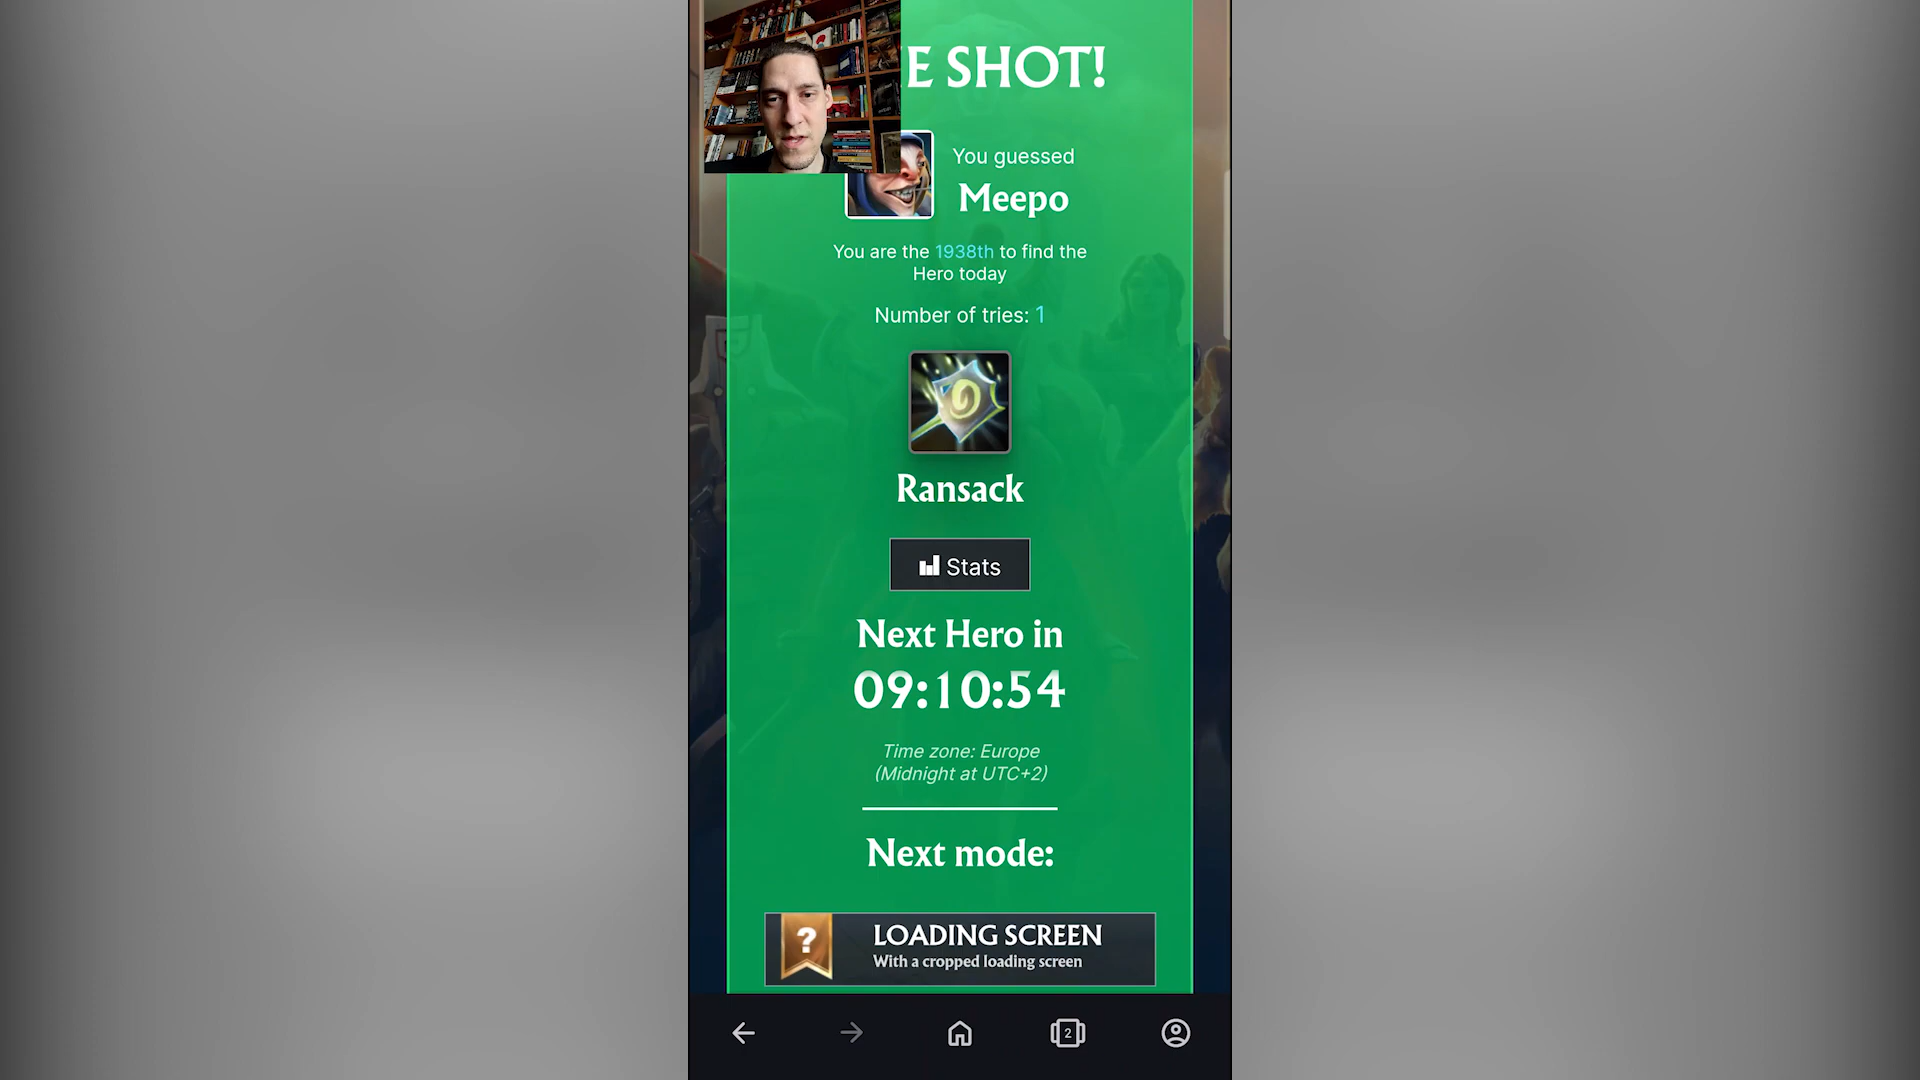 E SHOT!
You guessed
Meepo
You are the 1938th to find the
Hero today
Number of tries: 1
Ransack
Stats
Next Hero in
09:10:54
Time zone: Europe
(Midnight at UTC+2)
Next mode:
?
LOADING SCREEN
With a cropped loading screen
2